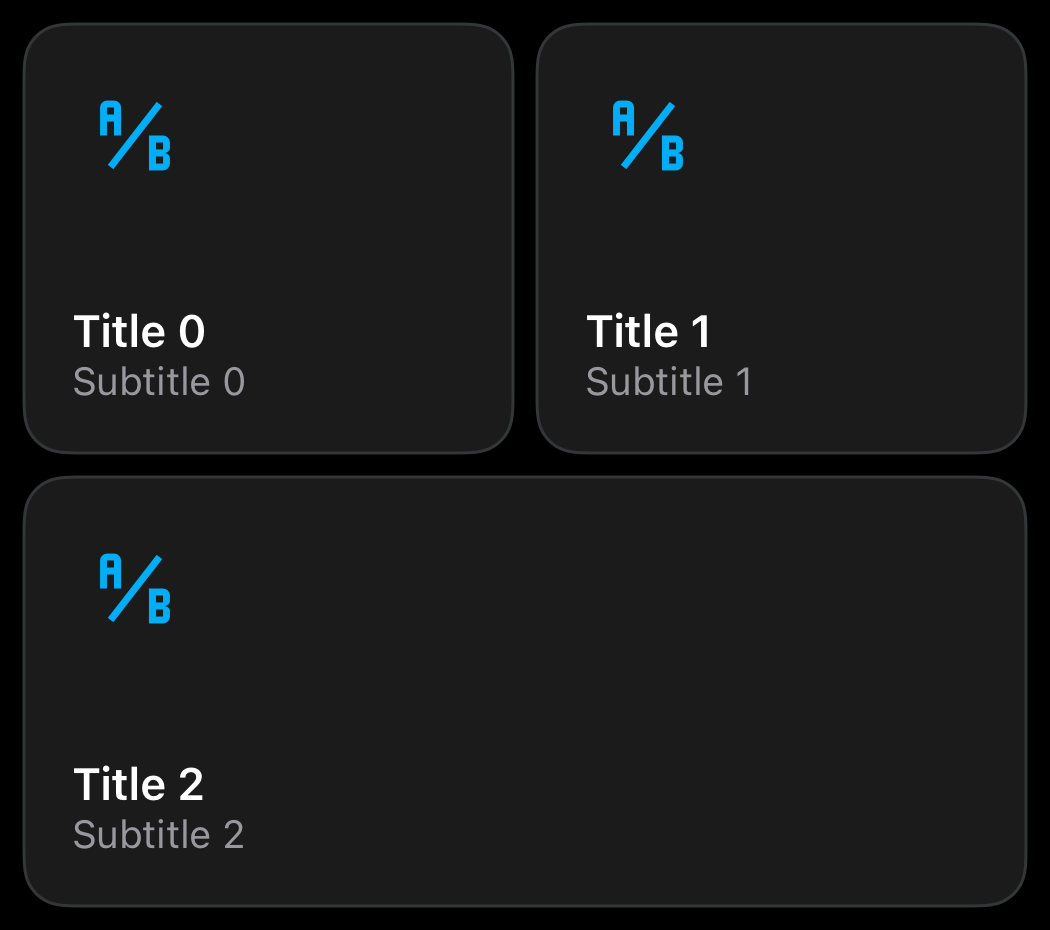 A/B
Title 0
Subtitle 0
A/B
Title 1
Subtitle 1
A/B
Title 2
Subtitle 2